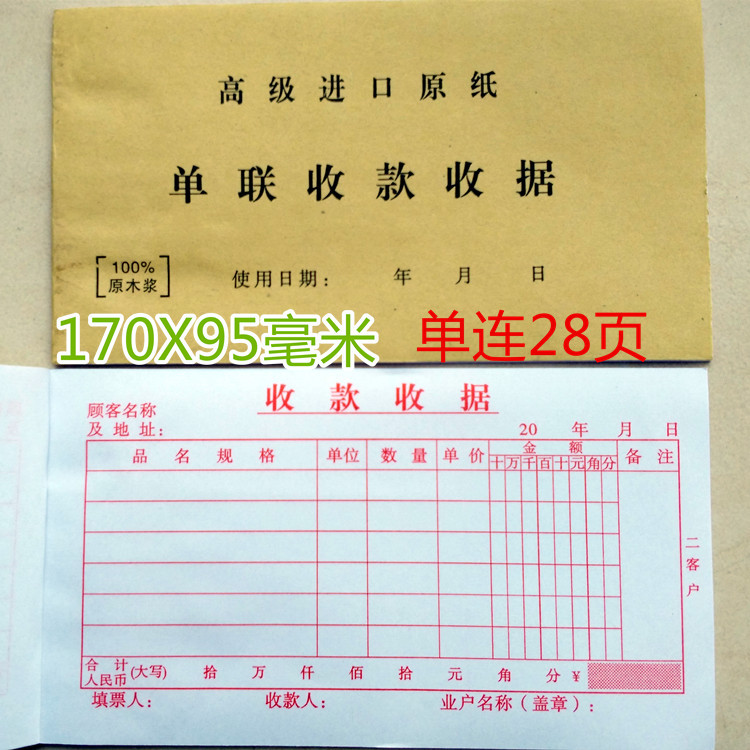 高级进口原纸
单联收款收据
100%
原木浆
使用日期： 年 月 日
170X95毫米 单连28页
收款收据
顾客名称
及地址： 20 年 月 日
品名规格 单位 数量 单价 金额 备注
十万千百十元角分
二客户
合计
人民币 (大写) 拾 万 仟 佰 拾 元 角 分 ¥
填票人： 收款人： 业户名称（盖章）：